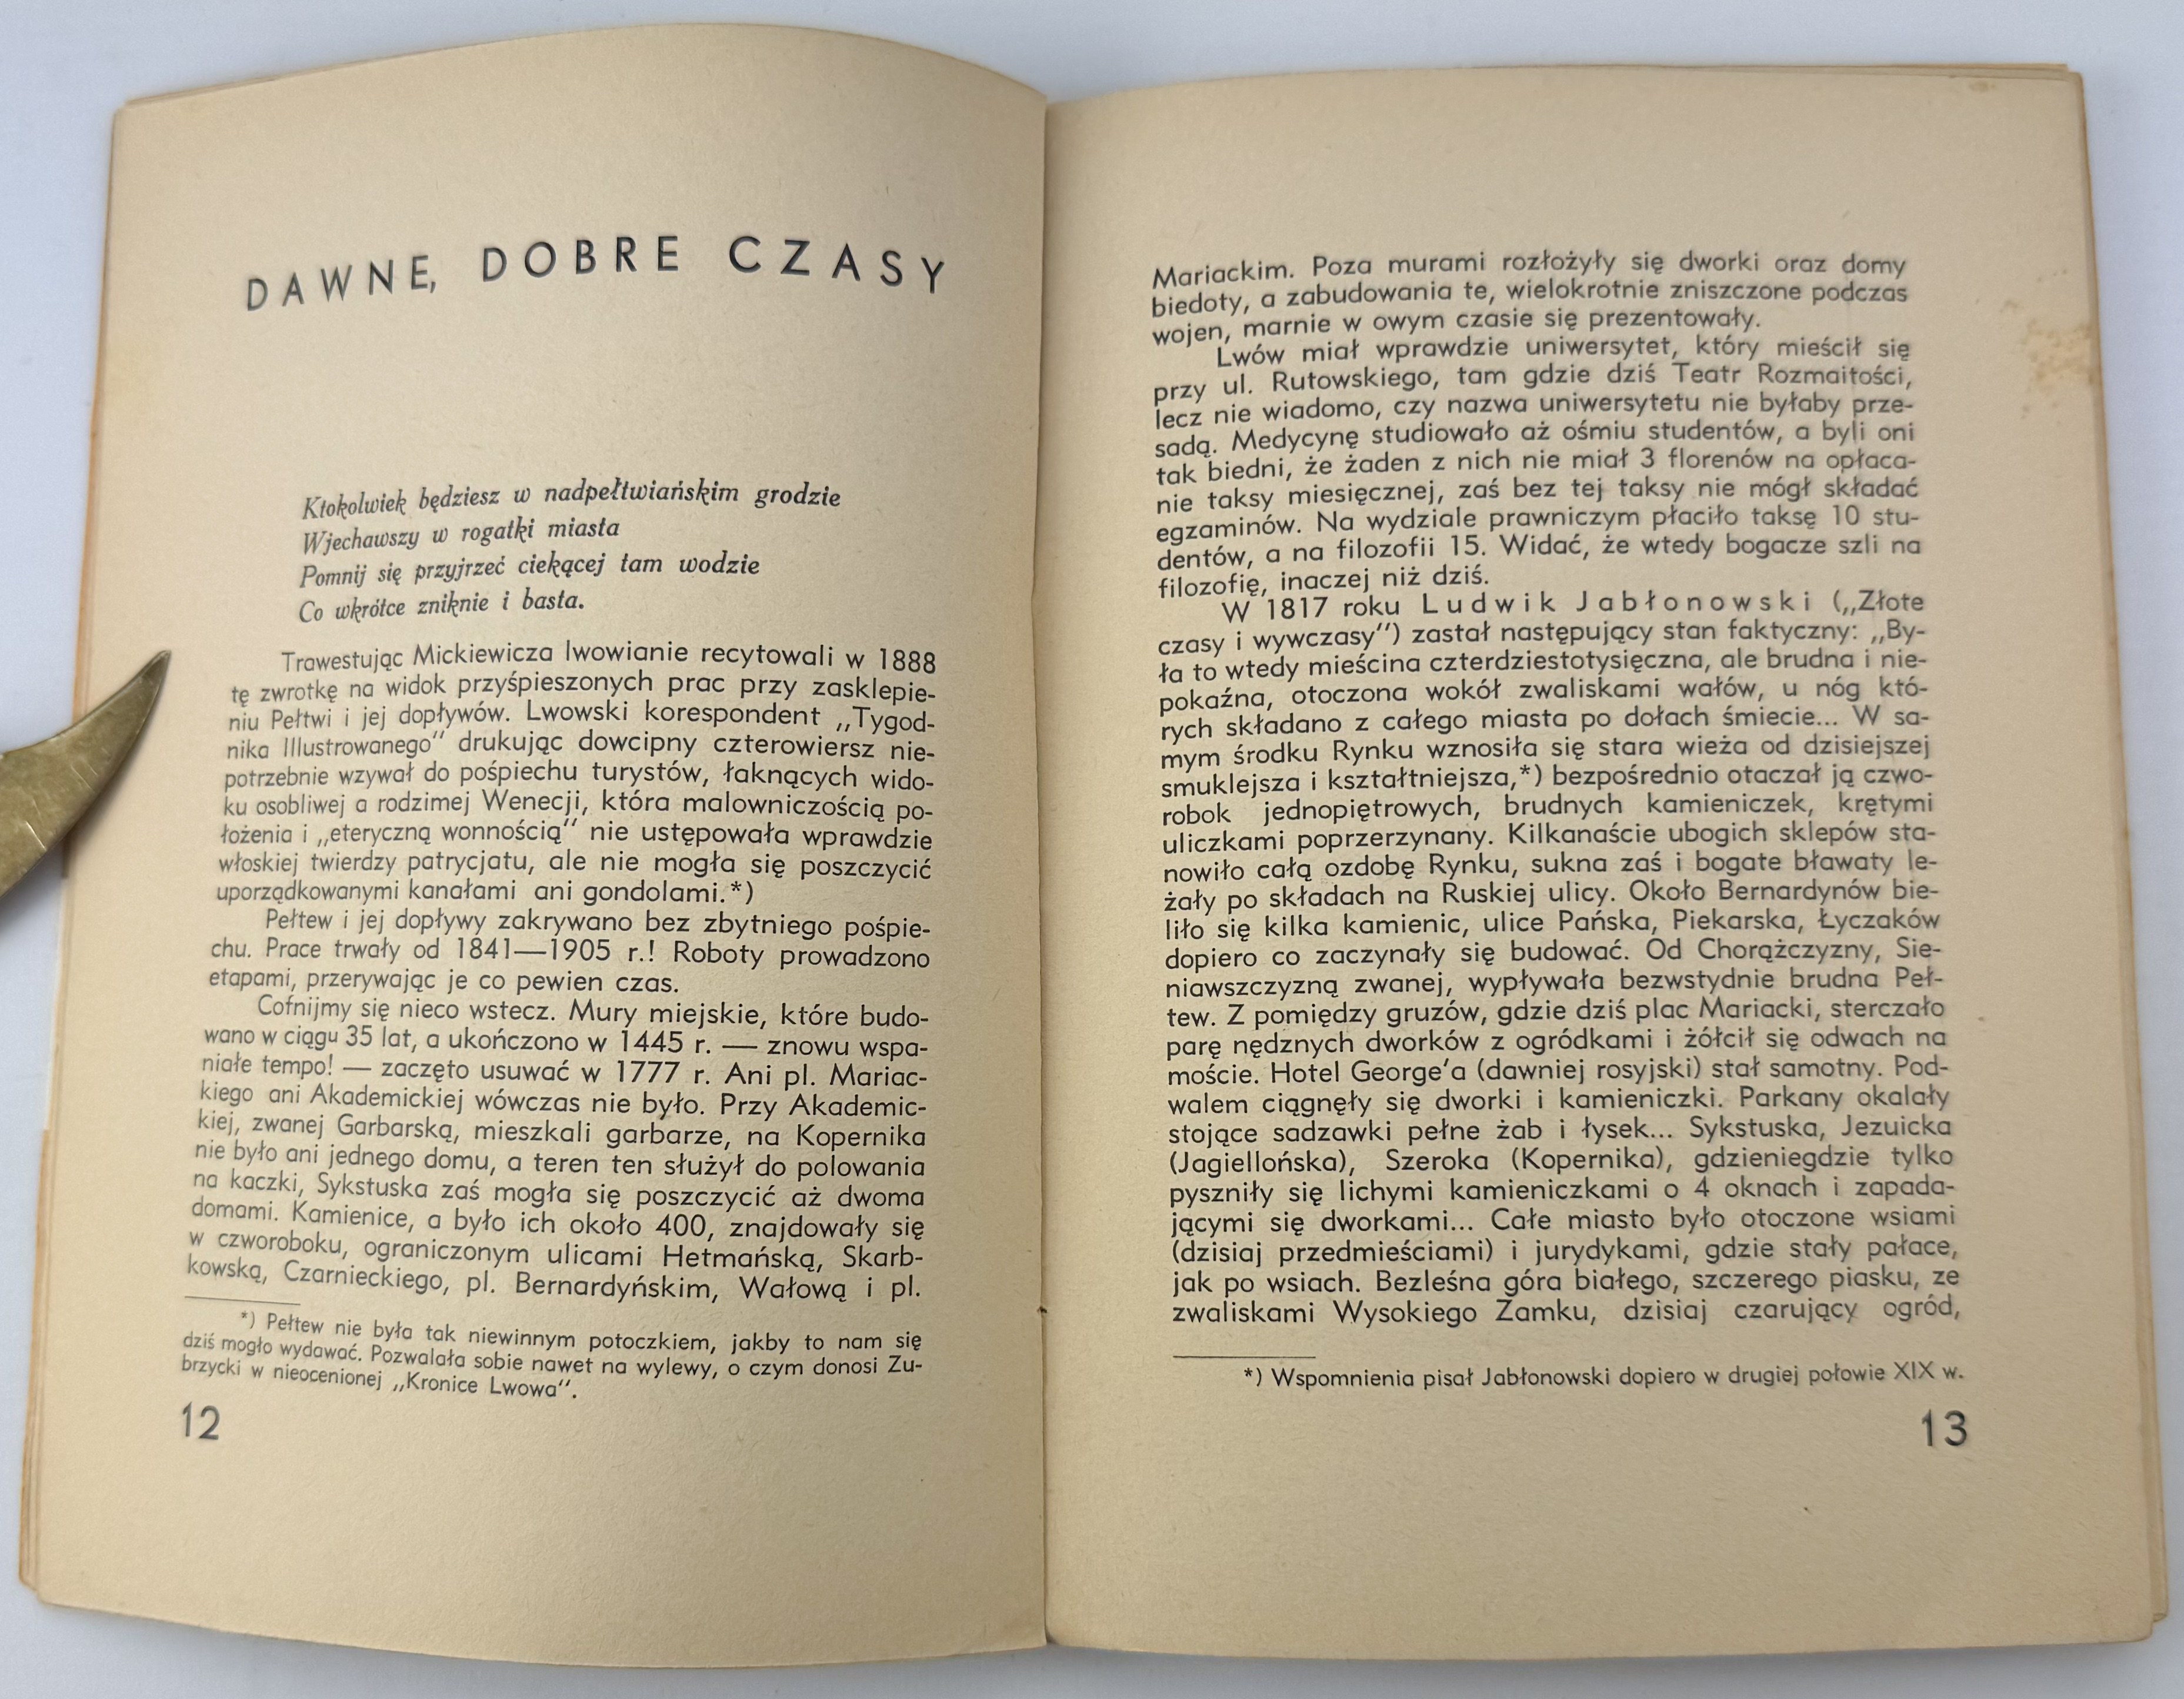 DAWNE, DOBRE CZASY
Ktokolwiek będziesz w nadpełtwiańskim grodzie
Wjechawszy w rogatki miasta
Pomnij się przyjrzeć ciekącej tam wodzie
Co wkrótce zniknie i basta.
Trawestując Mickiewicza lwowianie recytowali w 1888
tę zwrotkę na widok przyśpieszonych prac przy zasklepie-
niu Pełtwi i jej dopływów. Lwowski korespondent ,,Tygod-
nika Illustrowanego'' drukując dowcipny czterowiersz nie-
potrzebnie wzywał do pośpiechu turystów, łaknących wido-
ku osobliwej a rodzimej Wenecji, która malowniczością po-
łożenia i ,,eteryczną wonnością'' nie ustępowała wprawdzie
włoskiej twierdzy patrycjatu, ale nie mogła się poszczycić
uporządkowanymi kanałami ani gondolami.*)
Pełtew i jej dopływy zakrywano bez zbytniego pośpie-
chu. Prace trwały od 1841—1905 r.! Roboty prowadzono
etapami, przerywając je co pewien czas.
Cofnijmy się nieco wstecz. Mury miejskie, które budo-
wano w ciągu 35 lat, a ukończono w 1445 r. — znowu wspa-
niałe tempo! — zaczęto usuwać w 1777 r. Ani pl. Mariac-
kiego ani Akademickiej wówczas nie było. Przy Akademic-
kiej, zwanej Garbarską, mieszkali garbarze, na Kopernika
nie było ani jednego domu, a teren ten służył do polowania
na kaczki, Sykstuska zaś mogła się poszczycić aż dwoma
domami. Kamienice, a było ich około 400, znajdowały się
w czworoboku, ograniczonym ulicami Hetmańską, Skarb-
kowską, Czarnieckiego, pl. Bernardyńskim, Wałową i pl.
*) Pełtew nie była tak niewinnym potoczkiem, jakby to nam się
dziś mogło wydawać. Pozwalała sobie nawet na wylewy, o czym donosi Zu-
brzycki w nieocenionej ,,Kronice Lwowa''.
12
Mariackim. Poza murami rozłożyły się dworki oraz domy
biedoty, a zabudowania te, wielokrotnie zniszczone podczas
wojen, marnie w owym czasie się prezentowały.
Lwów miał wprawdzie uniwersytet, który mieścił się
przy ul. Rutowskiego, tam gdzie dziś Teatr Rozmaitości,
lecz nie wiadomo, czy nazwa uniwersytetu nie byłaby prze-
sadą. Medycynę studiowało aż ośmiu studentów, a byli oni
tak biedni, że żaden z nich nie miał 3 florenów na opłaca-
nie taksy miesięcznej, zaś bez tej taksy nie mógł składać
egzaminów. Na wydziale prawniczym płaciło taksę 10 stu-
dentów, a na filozofii 15. Widać, że wtedy bogacze szli na
filozofię, inaczej niż dziś.
W 1817 roku Ludwik Jabłonowski (,,Złote
czasy i wywczasy'') zastał następujący stan faktyczny: ,,By-
ła to wtedy mieścina czterdziestotysięczna, ale brudna i nie-
pokaźna, otoczona wokół zwaliskami wałów, u nóg któ-
rych składano z całego miasta po dołach śmiecie... W sa-
mym środku Rynku wznosiła się stara wieża od dzisiejszej
smuklejsza i kształtniejsza,*) bezpośrednio otaczał ją czwo-
robok jednopiętrowych, brudnych kamieniczek, krętymi
uliczkami poprzerzynany. Kilkanaście ubogich sklepów sta-
nowiło całą ozdobę Rynku, sukna zaś i bogate bławaty le-
żały po składach na Ruskiej ulicy. Około Bernardynów bie-
liło się kilka kamienic, ulice Pańska, Piekarska, Łyczaków
dopiero co zaczynały się budować. Od Chorążczyzny, Sie-
niawszczyzną zwanej, wypływała bezwstydnie brudna Peł-
tew. Z pomiędzy gruzów, gdzie dziś plac Mariacki, sterczało
parę nędznych dworków z ogródkami i żółcił się odwach na
moście. Hotel George'a (dawniej rosyjski) stał samotny. Pod-
walem ciągnęły się dworki i kamieniczki. Parkany okalały
stojące sadzawki pełne żab i łysek... Sykstuska, Jezuicka
(Jagiellońska), Szeroka (Kopernika), gdzieniegdzie tylko
pyszniły się lichymi kamieniczkami o 4 oknach i zapada-
jącymi się dworkami... Całe miasto było otoczone wsiami
(dzisiaj przedmieściami) i jurydykami, gdzie stały pałace,
jak po wsiach. Bezleśna góra białego, szczerego piasku, ze
zwaliskami Wysokiego Zamku, dzisiaj czarujący ogród,
*) Wspomnienia pisał Jabłonowski dopiero w drugiej połowie XIX w.
13